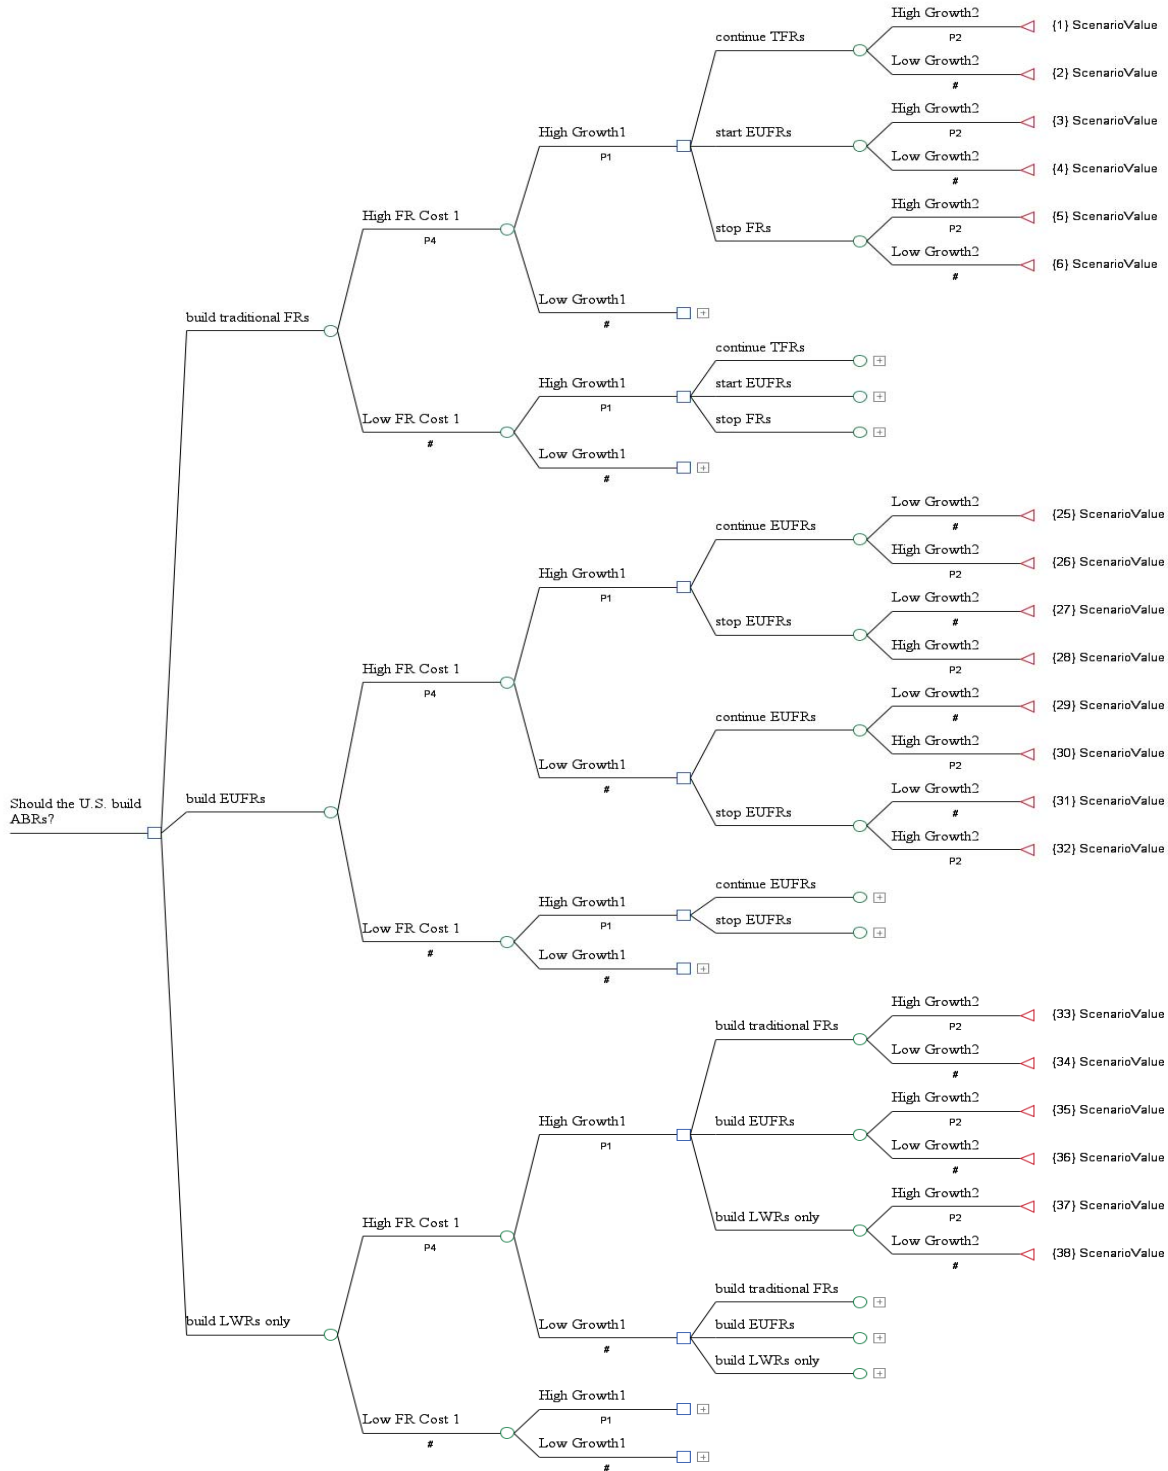 High Growth2
P2
{1} ScenarioValue
continue TFRs
Low Growth2
#
{2} ScenarioValue
High Growth2
P2
{3} ScenarioValue
High Growth1
P1
start EUFRs
Low Growth2
#
{4} ScenarioValue
High Growth2
P2
{5} ScenarioValue
High FR Cost 1
P4
stop FRs
Low Growth2
#
{6} ScenarioValue
Low Growth1
#
build traditional FRs
continue TFRs
High Growth1
P1
start EUFRs
Low FR Cost 1
#
stop FRs
Low Growth1
#
Low Growth2
#
{25} ScenarioValue
continue EUFRs
High Growth2
P2
{26} ScenarioValue
High Growth1
P1
Low Growth2
#
{27} ScenarioValue
stop EUFRs
High Growth2
P2
{28} ScenarioValue
High FR Cost 1
P4
Low Growth2
#
{29} ScenarioValue
continue EUFRs
High Growth2
P2
{30} ScenarioValue
Low Growth1
#
Low Growth2
#
{31} ScenarioValue
Should the U.S. build
ABRs?
build EUFRs
stop EUFRs
High Growth2
P2
{32} ScenarioValue
continue EUFRs
High Growth1
P1
stop EUFRs
Low FR Cost 1
#
Low Growth1
#
High Growth2
P2
{33} ScenarioValue
build traditional FRs
Low Growth2
#
{34} ScenarioValue
High Growth2
P2
{35} ScenarioValue
High Growth1
P1
build EUFRs
Low Growth2
#
{36} ScenarioValue
High Growth2
P2
{37} ScenarioValue
High FR Cost 1
P4
build LWRs only
Low Growth2
#
{38} ScenarioValue
build traditional FRs
build LWRs only
Low Growth1
#
build EUFRs
build LWRs only
High Growth1
P1
Low FR Cost 1
#
Low Growth1
#